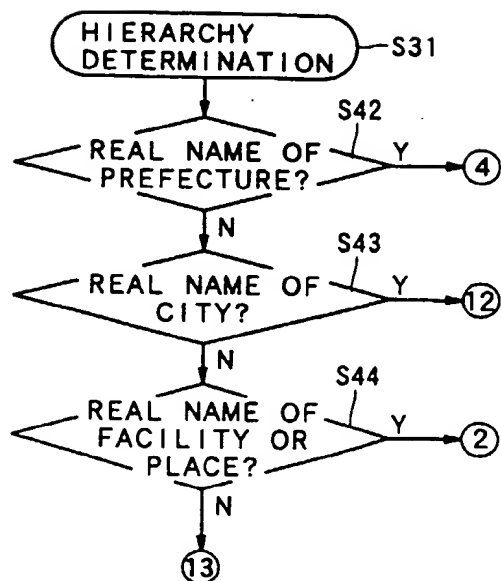 HIERARCHY
DETERMINATION
S31
S42
REAL NAME OF
PREFECTURE?
Y
4
N
S43
REAL NAME OF
CITY?
Y
12
N
S44
REAL NAME OF
FACILITY OR
PLACE?
Y
2
N
13